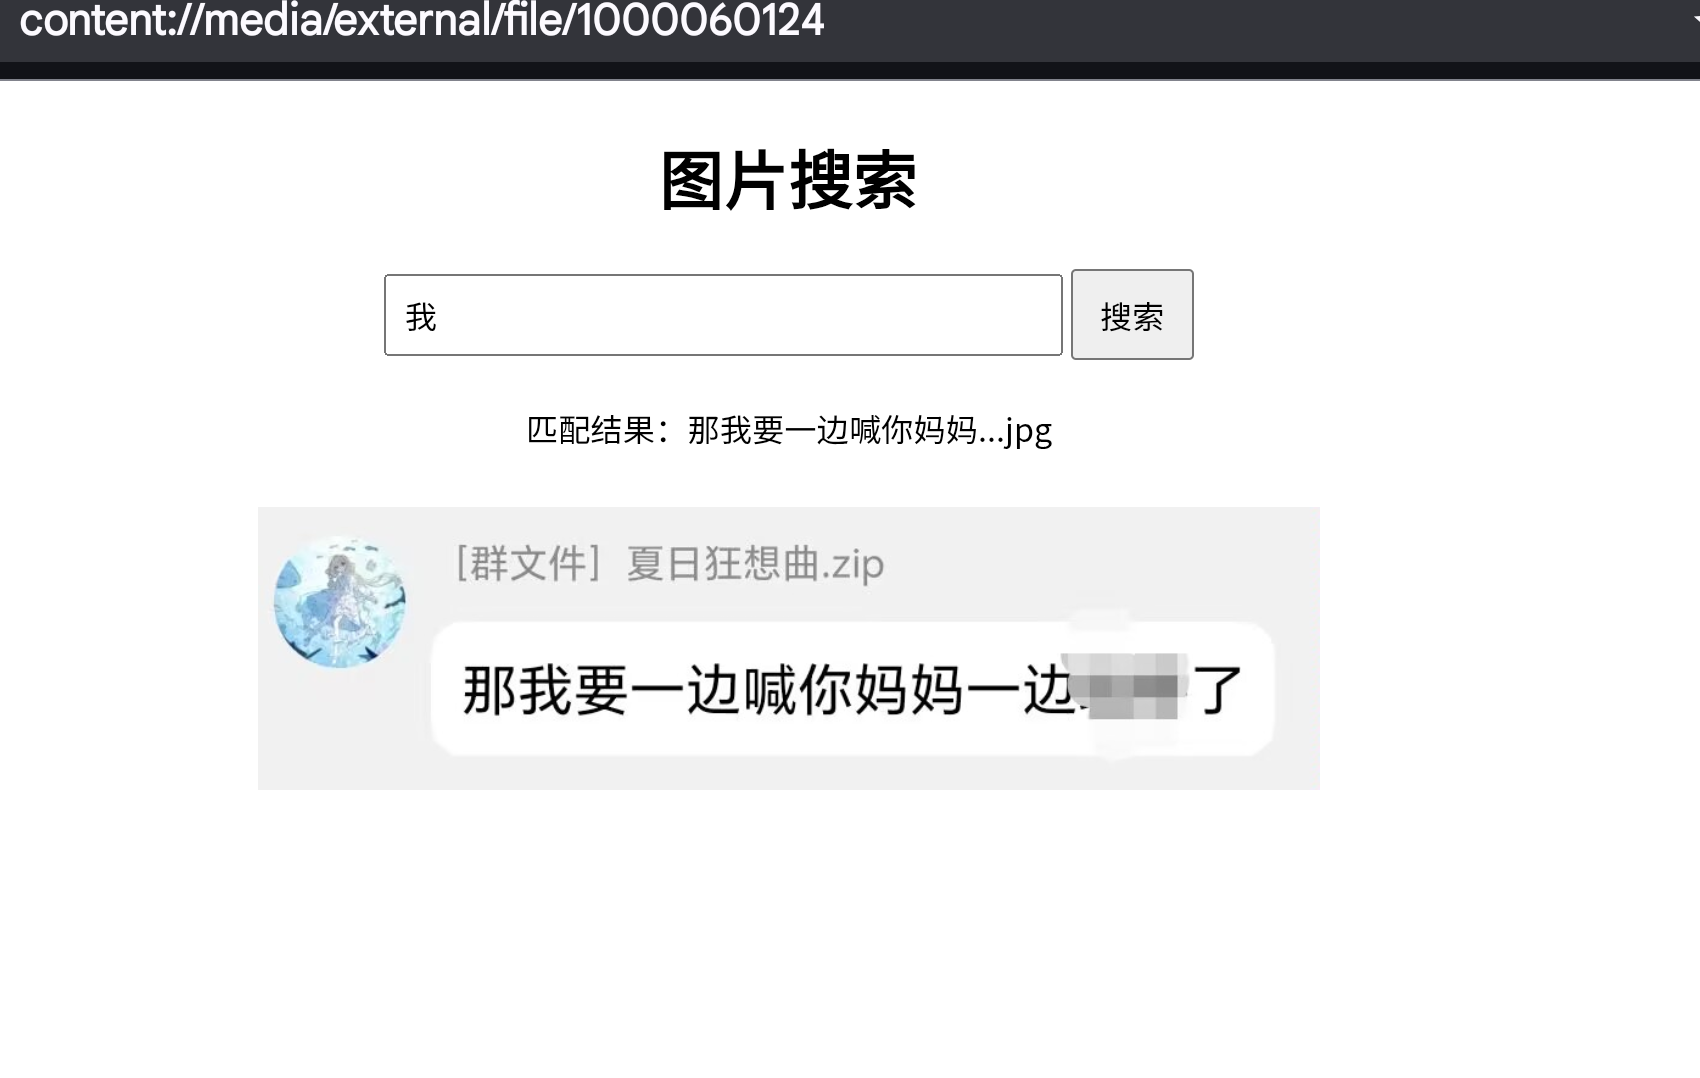 content://media/external/file/1000060124
图片搜索
我
搜索
匹配结果：那我要一边喊你妈妈...jpg
[群文件] 夏日狂想曲.zip
那我要一边喊你妈妈一边 了